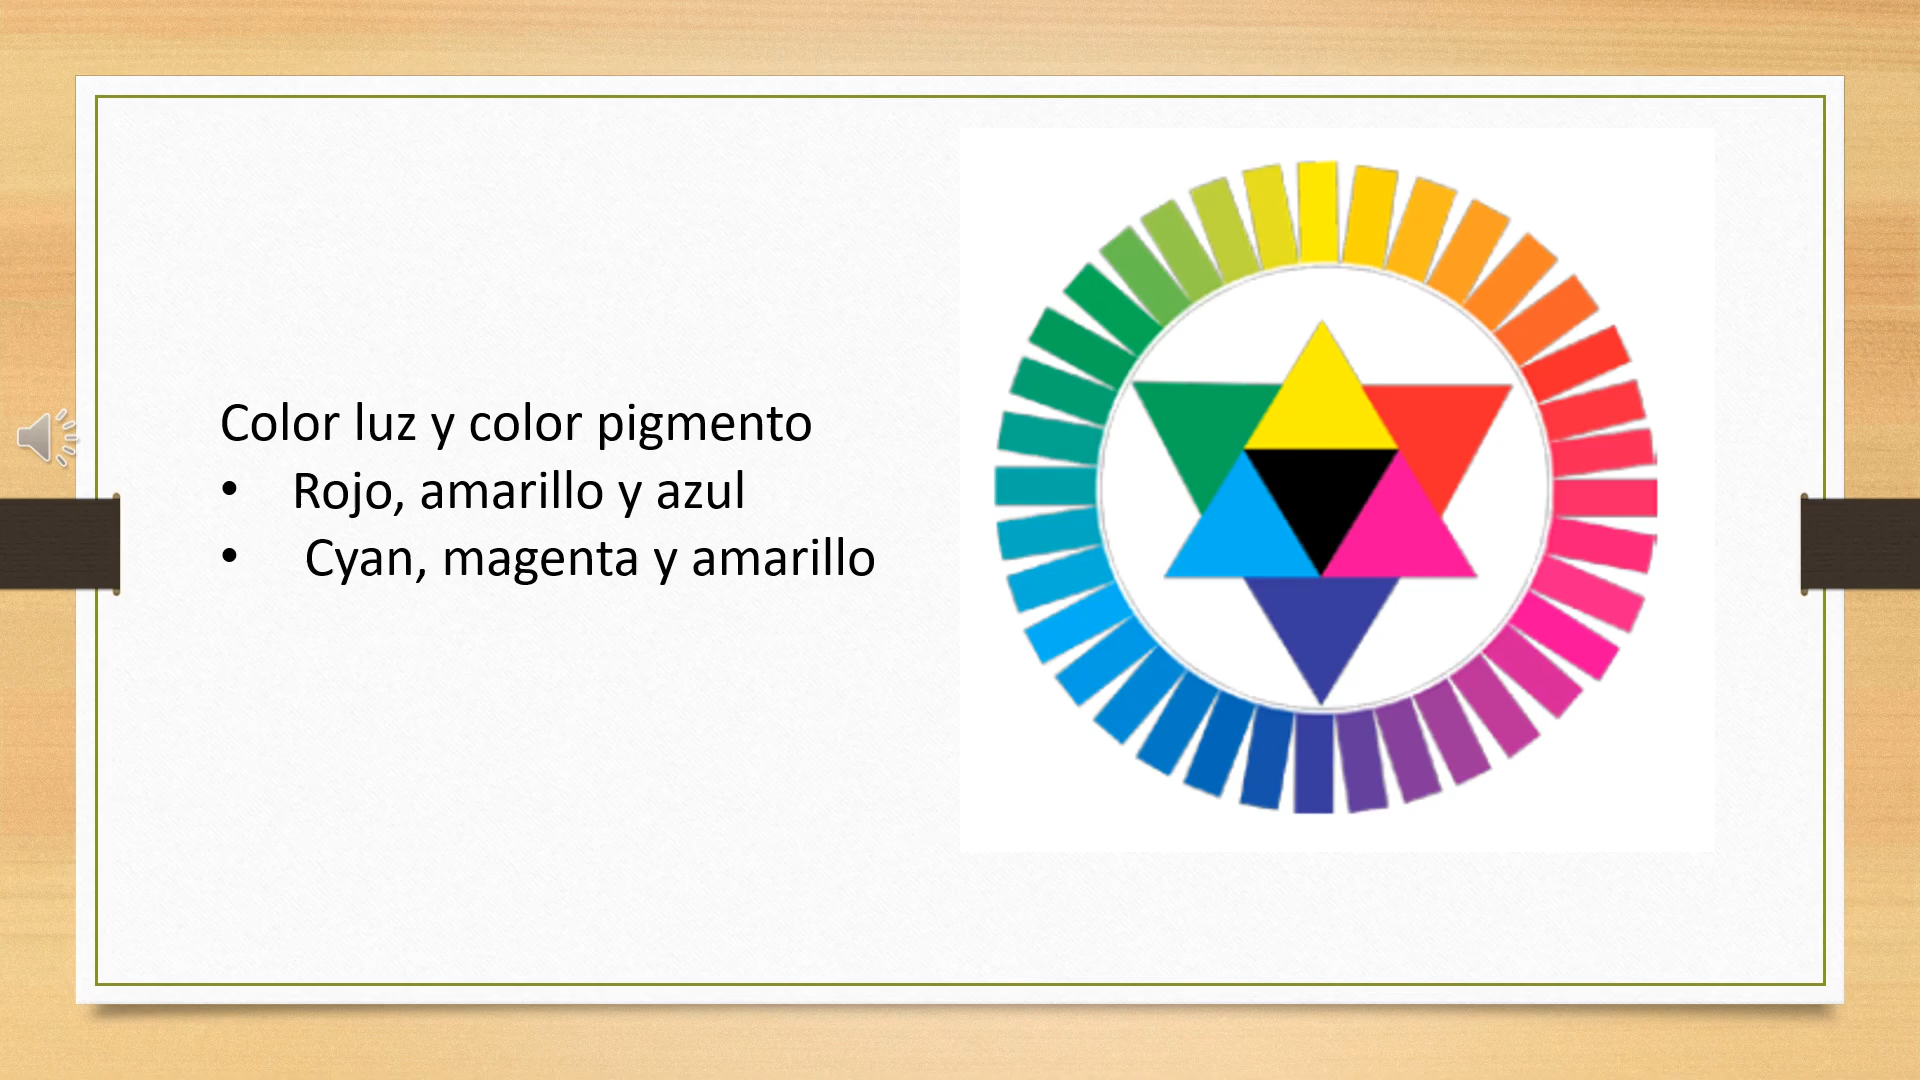 Color luz y color pigmento
• Rojo, amarillo y azul
• Cyan, magenta y amarillo